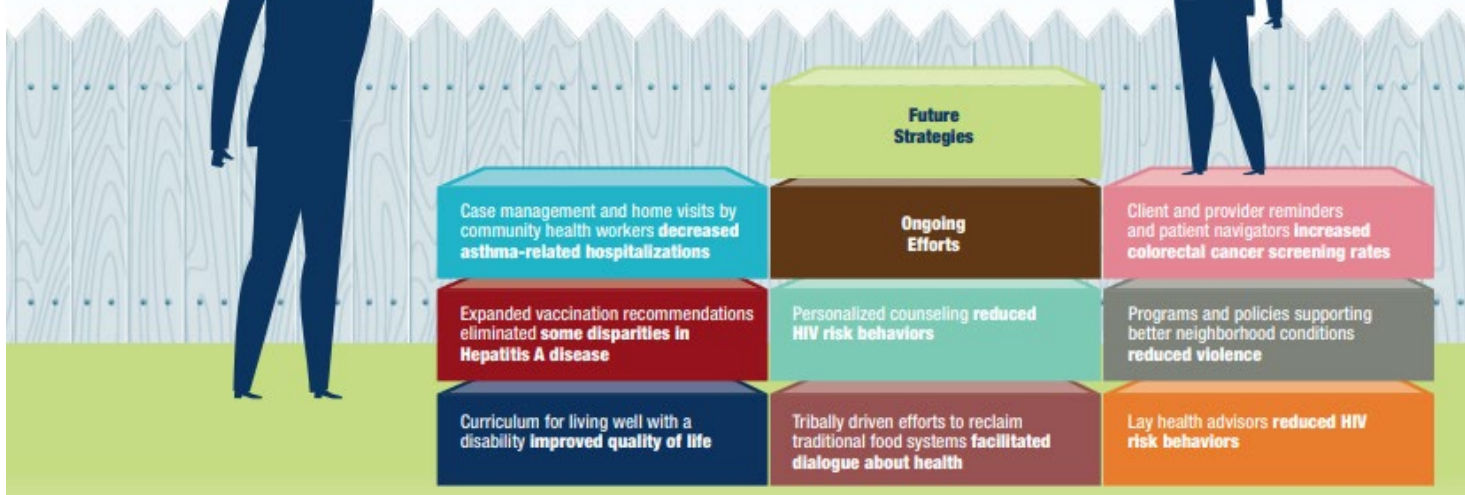 Future
Strategies
Case management and home visits by
community health workers decreased
asthma-related hospitalizations
Ongoing
Efforts
Client and provider reminders
and patient navigators increased
colorectal cancer screening rates
Expanded vaccination recommendations
eliminated some disparities in
Hepatitis A disease
Personalized counseling reduced
HIV risk behaviors
Programs and policies supporting
better neighborhood conditions
reduced violence
Curriculum for living well with a
disability improved quality of life
Tribally driven efforts to reclaim
traditional food systems facilitated
dialogue about health
Lay health advisors reduced HIV
risk behaviors